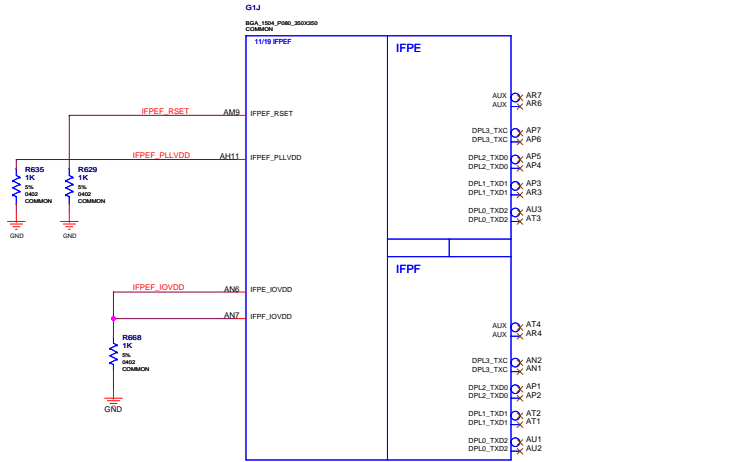 G1J
BGA_1504_P080_350X350
COMMON
11/19 IFPEF
IFPE
AUX AR7
AUX AR6
IFPEF_RSET AM9 IFPEF_RSET
DPL3_TXC AP7
DPL3_TXC AP6
IFPEF_PLLVDD AH11 IFPEF_PLLVDD
DPL2_TXD0 AP5
DPL2_TXD0 AP4
R635
1K
5%
0402
COMMON
R629
1K
5%
0402
COMMON
DPL1_TXD1 AP3
DPL1_TXD1 AR3
DPL0_TXD2 AU3
DPL0_TXD2 AT3
GND
GND
IFPF
IFPEF_IOVDD AN6 IFPE_IOVDD
AN7 IFPF_IOVDD
AUX AT4
AUX AR4
R668
1K
5%
0402
COMMON
DPL3_TXC AN2
DPL3_TXC AN1
DPL2_TXD0 AP1
DPL2_TXD0 AP2
GND
DPL1_TXD1 AT2
DPL1_TXD1 AT1
DPL0_TXD2 AU1
DPL0_TXD2 AU2